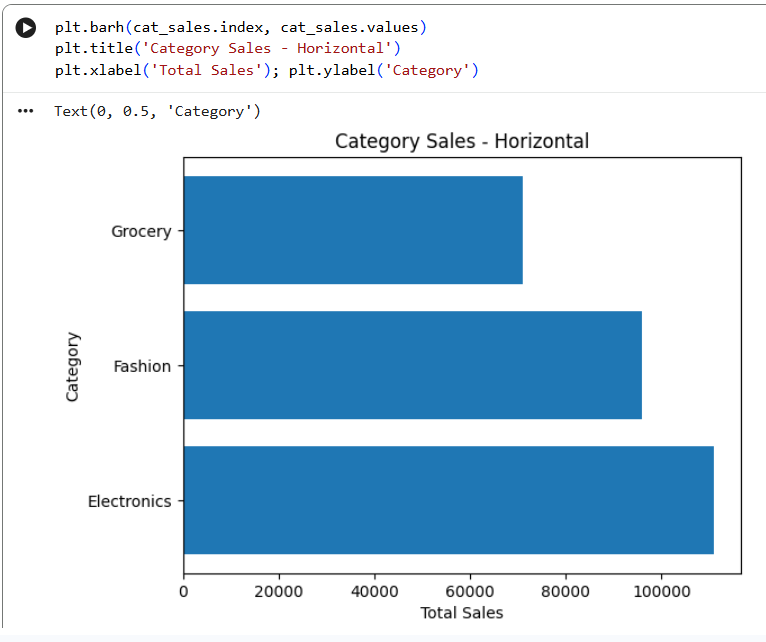 plt.barh(cat_sales.index, cat_sales.values)
plt.title('Category Sales - Horizontal')
plt.xlabel('Total Sales'); plt.ylabel('Category')
Text(0, 0.5, 'Category')
Category Sales - Horizontal
Grocery
Fashion
Electronics
Category
0 20000 40000 60000 80000 100000
Total Sales